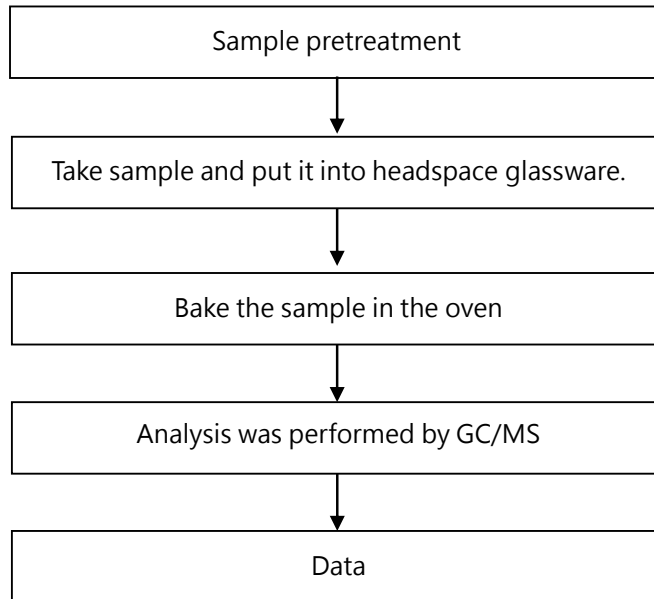 Sample pretreatment
Take sample and put it into headspace glassware.
Bake the sample in the oven
Analysis was performed by GC/MS
Data